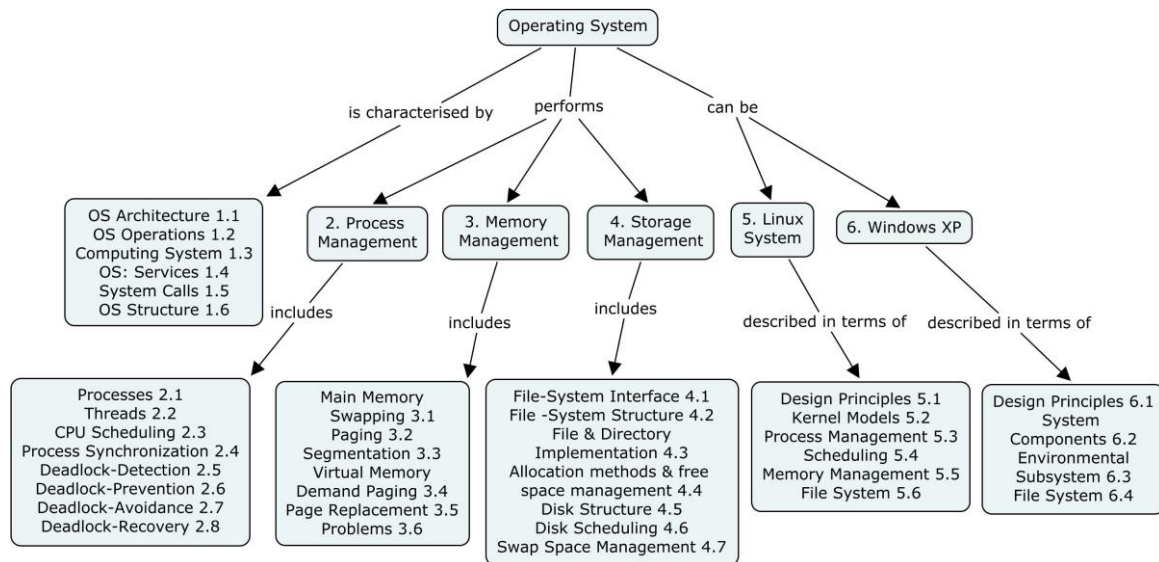 Operating System
is characterised by
performs
can be
OS Architecture 1.1
OS Operations 1.2
Computing System 1.3
OS: Services 1.4
System Calls 1.5
OS Structure 1.6
2. Process
Management
3. Memory
Management
4. Storage
Management
5. Linux
System
6. Windows XP
includes
includes
includes
described in terms of
described in terms of
Processes 2.1
Threads 2.2
CPU Scheduling 2.3
Process Synchronization 2.4
Deadlock-Detection 2.5
Deadlock-Prevention 2.6
Deadlock-Avoidance 2.7
Deadlock-Recovery 2.8
Main Memory
Swapping 3.1
Paging 3.2
Segmentation 3.3
Virtual Memory
Demand Paging 3.4
Page Replacement 3.5
Problems 3.6
File-System Interface 4.1
File -System Structure 4.2
File & Directory
Implementation 4.3
Allocation methods & free
space management 4.4
Disk Structure 4.5
Disk Scheduling 4.6
Swap Space Management 4.7
Design Principles 5.1
Kernel Models 5.2
Process Management 5.3
Scheduling 5.4
Memory Management 5.5
File System 5.6
Design Principles 6.1
System
Components 6.2
Environmental
Subsystem 6.3
File System 6.4